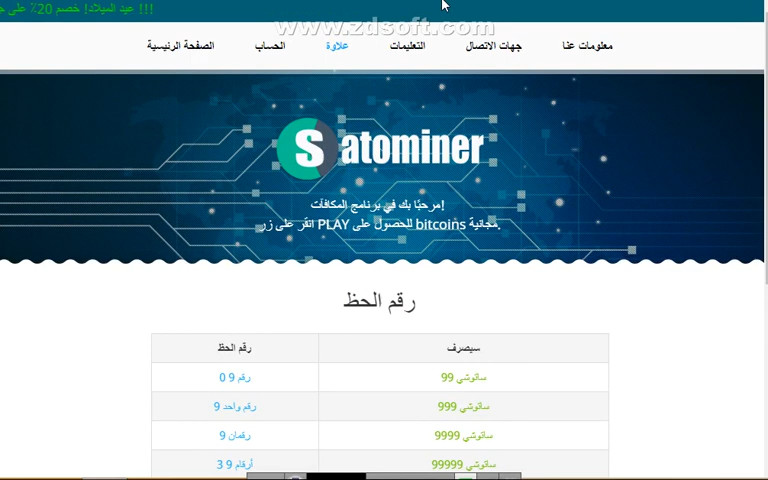 !!! عيد الميلاد! خصم 20٪ على
www.zdsoft.com
الصفحة الرئيسية الحساب علاوة التعليمات جهات الاتصال معلومات عنا
Satominer
مرحبًا بك في برنامج المكافآت!
انقر على زر PLAY للحصول على bitcoins مجانية.
رقم الحظ
رقم الحظ سيصرف
رقم 9 0 ساتوشي 99
رقم واحد 9 ساتوشي 999
رقمان 9 ساتوشي 9999
أرقام 9 3 ساتوشي 99999